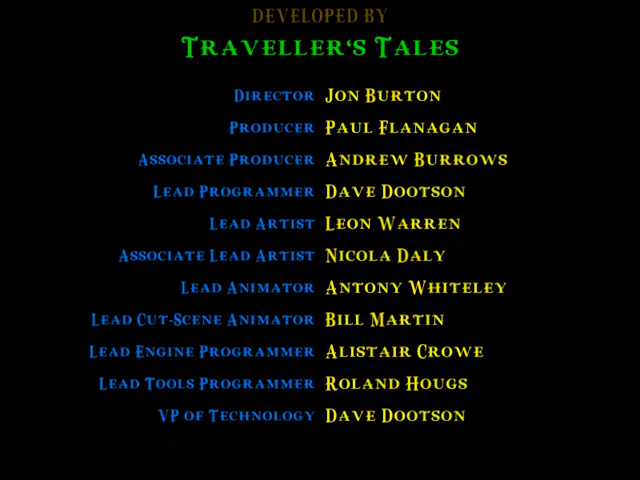 DEVELOPED BY
TRAVELLER'S TALES
DIRECTOR JON BURTON
PRODUCER PAUL FLANAGAN
ASSOCIATE PRODUCER ANDREW BURROWS
LEAD PROGRAMMER DAVE DOOTSON
LEAD ARTIST LEON WARREN
ASSOCIATE LEAD ARTIST NICOLA DALY
LEAD ANIMATOR ANTONY WHITELEY
LEAD CUT-SCENE ANIMATOR BILL MARTIN
LEAD ENGINE PROGRAMMER ALISTAIR CROWE
LEAD TOOLS PROGRAMMER ROLAND HOUGS
VP OF TECHNOLOGY DAVE DOOTSON